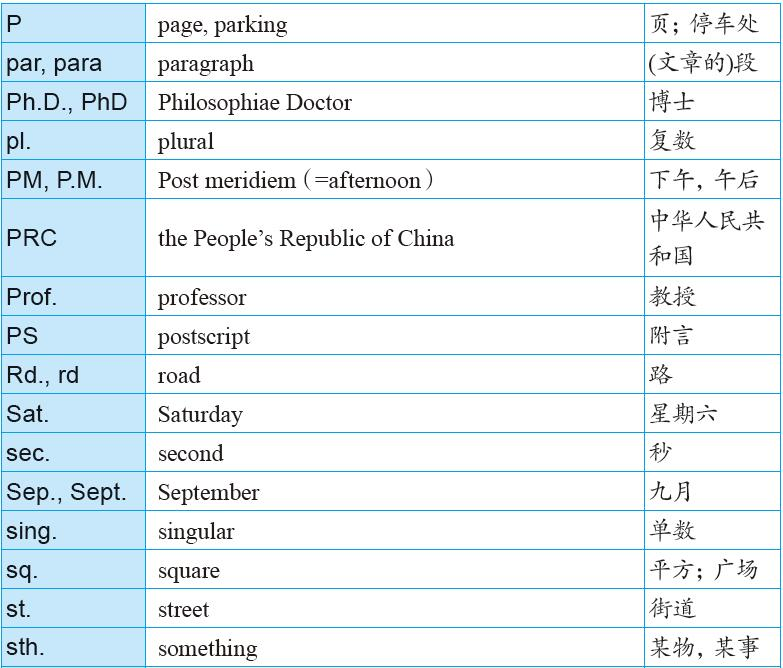 P page, parking 页；停车处
par, para paragraph (文章的)段
Ph.D., PhD Philosophiae Doctor 博士
pl. plural 复数
PM, P.M. Post meridiem（=afternoon） 下午，午后
PRC the People's Republic of China 中华人民共
和国
Prof. professor 教授
PS postscript 附言
Rd., rd road 路
Sat. Saturday 星期六
sec. second 秒
Sep., Sept. September 九月
sing. singular 单数
sq. square 平方；广场
st. street 街道
sth. something 某物，某事